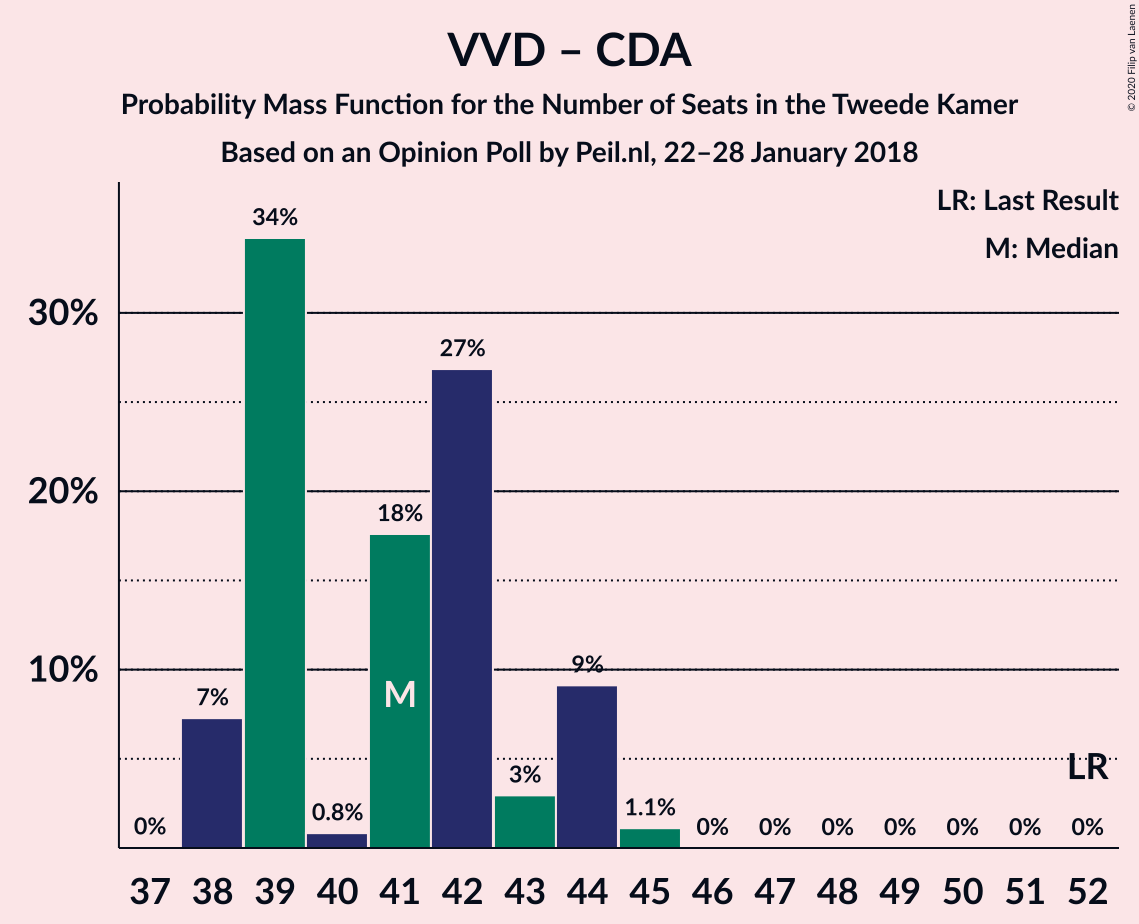 VVD – CDA
Probability Mass Function for the Number of Seats in the Tweede Kamer
Based on an Opinion Poll by Peil.nl, 22–28 January 2018
© 2020 Filip van Laenen
LR: Last Result
M: Median
30%
20%
10%
0%
7%
34%
0.8%
18%
27%
3%
9%
1.1%
0%
0%
0%
0%
0%
0%
0%
M
LR
37 38 39 40 41 42 43 44 45 46 47 48 49 50 51 52